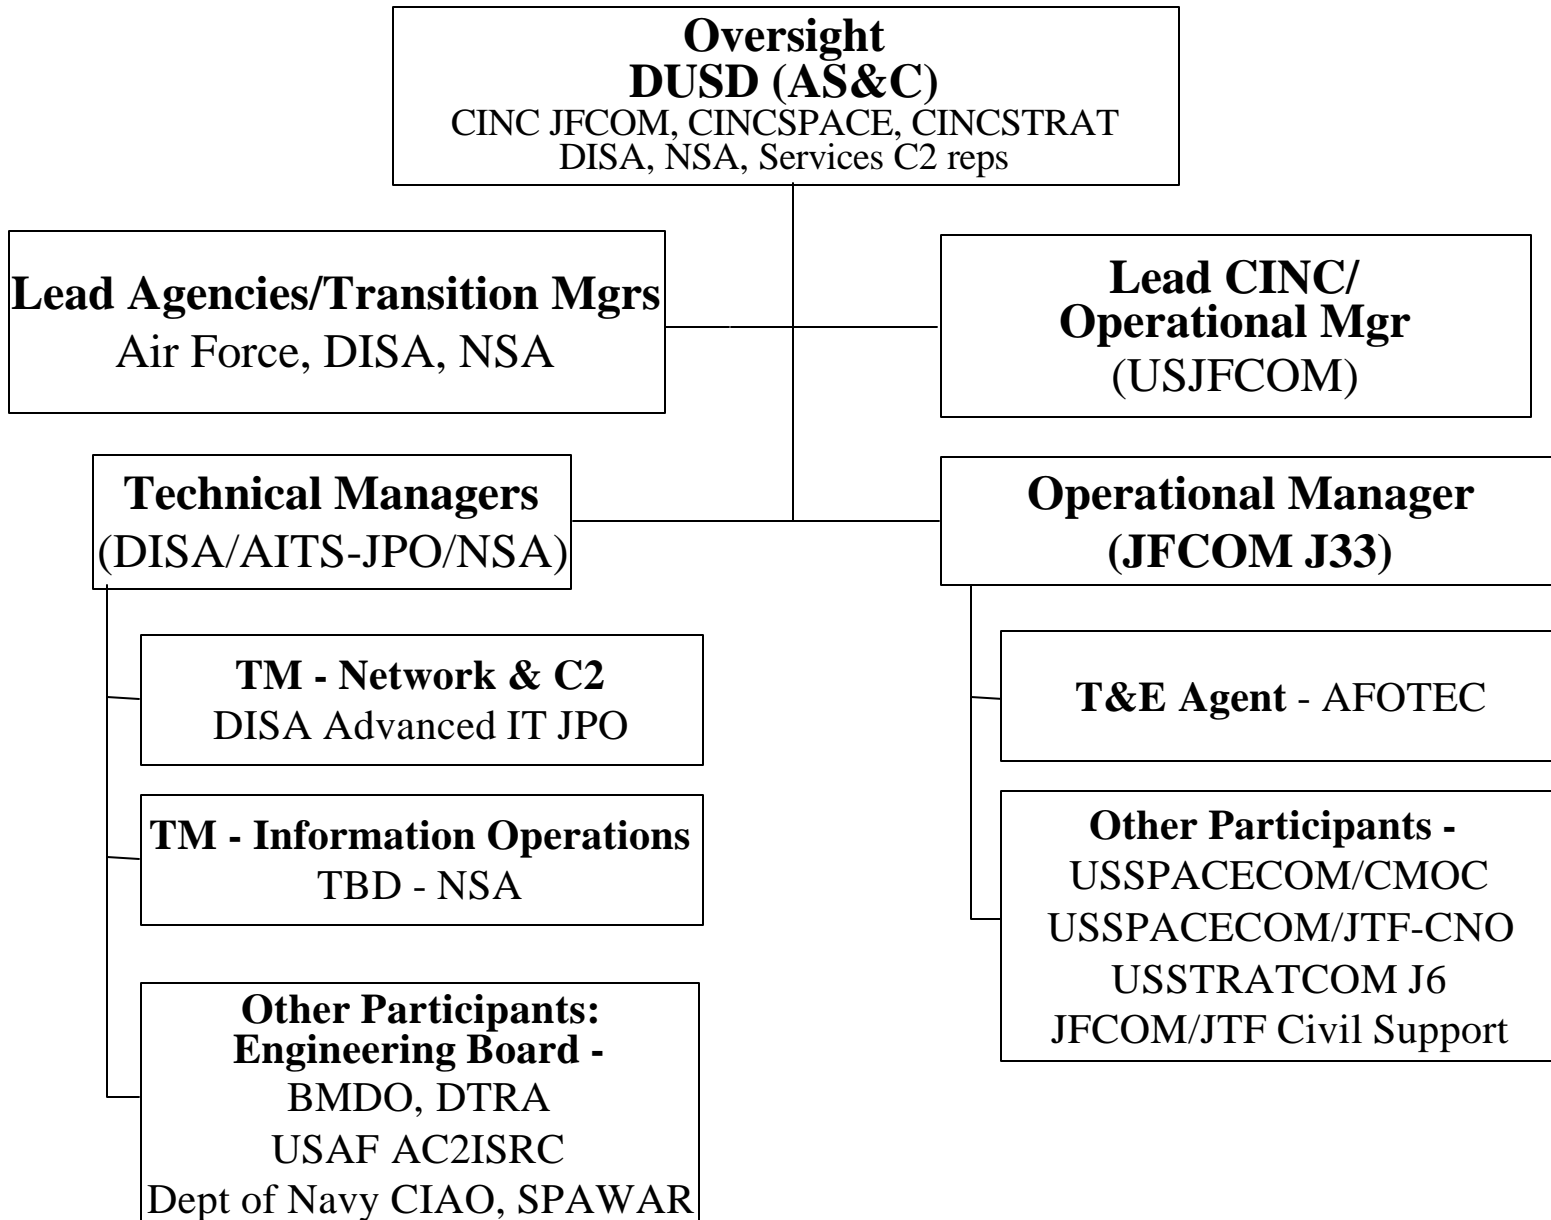 Oversight
DUSD (AS&C)
CINC JFCOM, CINCSPACE, CINCSTRAT
DISA, NSA, Services C2 reps
Lead Agencies/Transition Mgrs
Air Force, DISA, NSA
Lead CINC/
Operational Mgr
(USJFCOM)
Technical Managers
(DISA/AITS-JPO/NSA)
Operational Manager
(JFCOM J33)
TM - Network & C2
DISA Advanced IT JPO
T&E Agent - AFOTEC
TM - Information Operations
TBD - NSA
Other Participants -
USSPACECOM/CMOC
USSPACECOM/JTF-CNO
USSTRATCOM J6
JFCOM/JTF Civil Support
Other Participants:
Engineering Board -
BMDO, DTRA
USAF AC2ISRC
Dept of Navy CIAO, SPAWAR